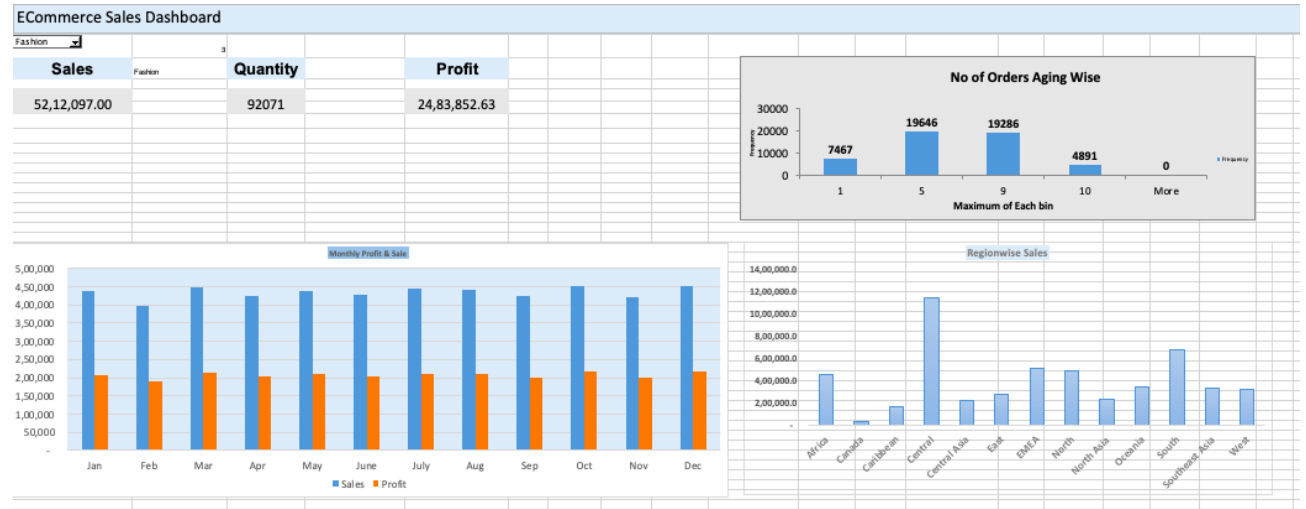 ECommerce Sales Dashboard
Fashion
3
Sales
Fashion
Quantity
Profit
52,12,097.00
92071
24,83,852.63
No of Orders Aging Wise
30000
20000
10000
0
Frequency
7467
19646
19286
4891
0
1
5
9
10
More
Maximum of Each bin
Frequency
Monthly Profit & Sale
5,00,000
4,50,000
4,00,000
3,50,000
3,00,000
2,50,000
2,00,000
1,50,000
1,00,000
50,000
-
Jan
Feb
Mar
Apr
May
June
July
Aug
Sep
Oct
Nov
Dec
Sales
Profit
Regionwise Sales
14,00,000.0
12,00,000.0
10,00,000.0
8,00,000.0
6,00,000.0
4,00,000.0
2,00,000.0
-
Africa
Canada
Caribbean
Central
Central Asia
East
EMEA
North
North Asia
Oceania
South
Southeast Asia
West